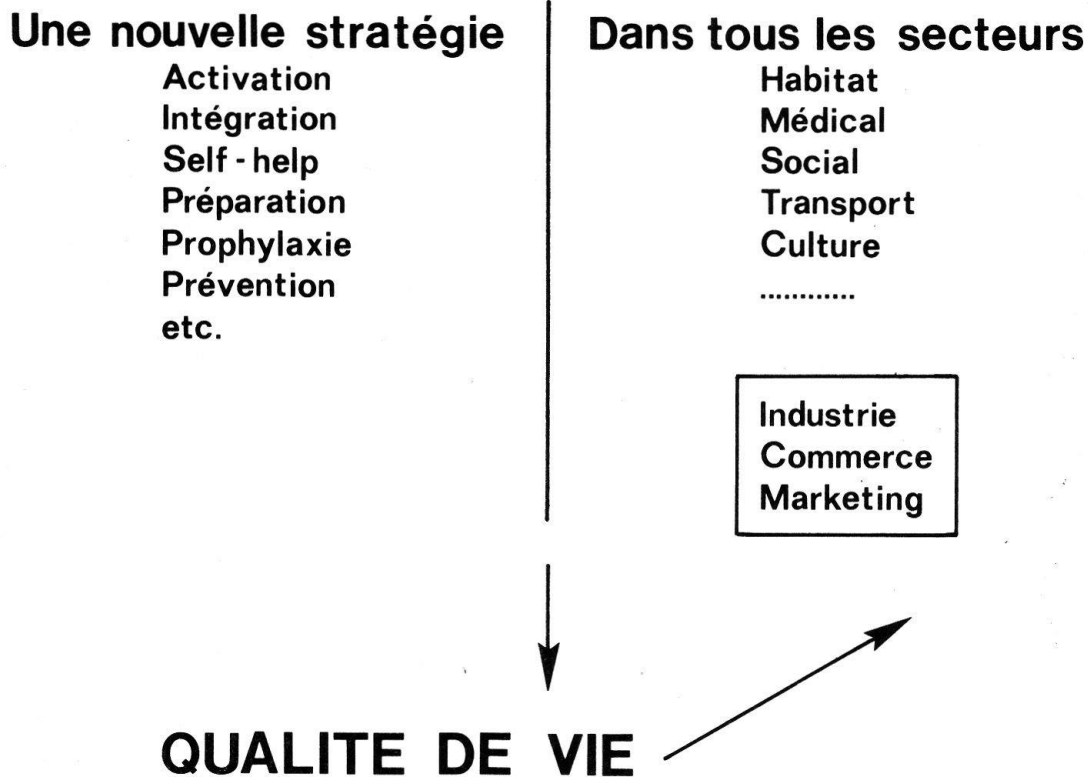 Une nouvelle stratégie
Activation
Intégration
Self-help
Préparation
Prophylaxie
Prévention
etc.
Dans tous les secteurs
Habitat
Médical
Social
Transport
Culture
............
Industrie
Commerce
Marketing
QUALITE DE VIE